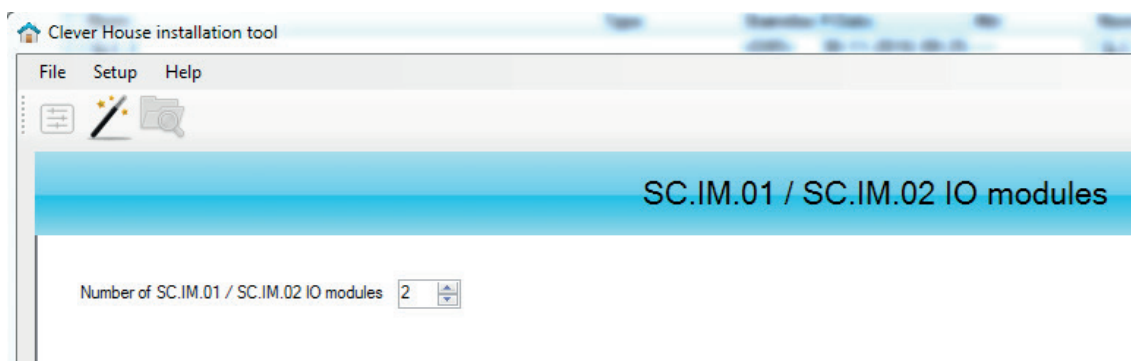 Clever House installation tool
File Setup Help
SC.IM.01 / SC.IM.02 IO modules
Number of SC.IM.01 / SC.IM.02 IO modules 2